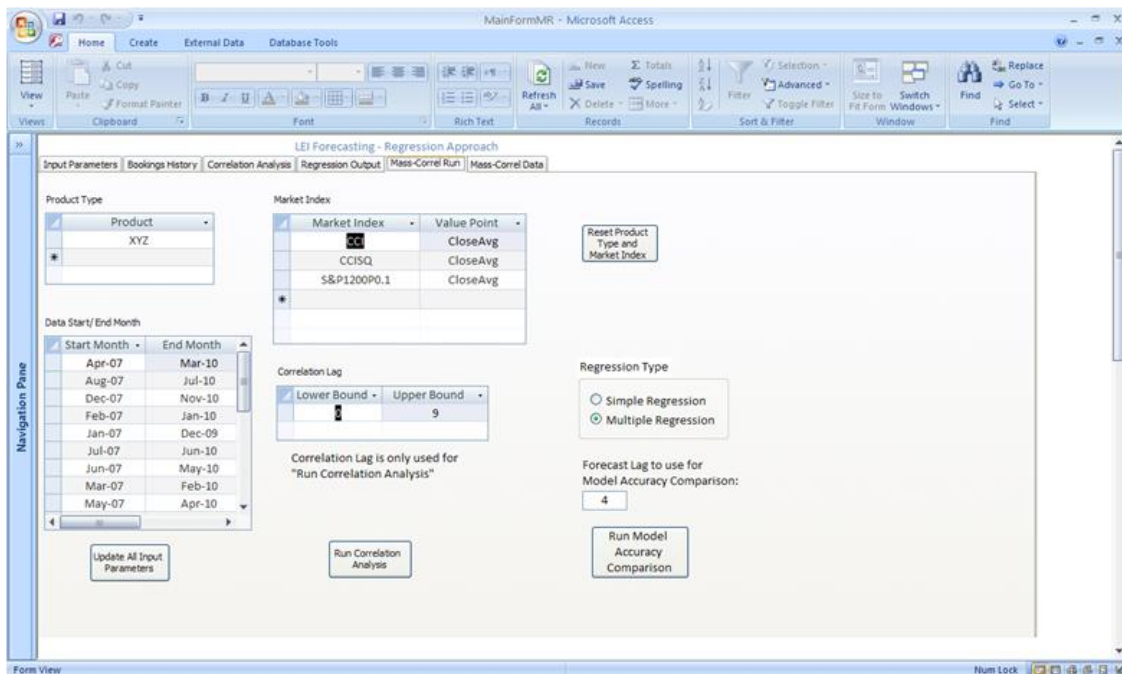 MainFormMR - Microsoft Access
Home Create External Data Database Tools
View
Views
Paste
Cut
Copy
Format Painter
Clipboard
B I U
Font
Rich Text
Refresh
All
New
Save
Delete
Totals
Spelling
More
Records
Filter
Selection
Advanced
Toggle Filter
Sort & Filter
Size to
Fit Form
Switch
Windows
Window
Find
Replace
Go To
Select
Find
LEI Forecasting - Regression Approach
Input Parameters Bookings History Correlation Analysis Regression Output Mass-Correl Run Mass-Correl Data
Navigation Pane
Product Type
Product
XYZ
Market Index
Market Index Value Point
CCI CloseAvg
CCISQ CloseAvg
S&P1200P0.1 CloseAvg
Reset Product
Type and
Market Index
Data Start/ End Month
Start Month End Month
Apr-07 Mar-10
Aug-07 Jul-10
Dec-07 Nov-10
Feb-07 Jan-10
Jan-07 Dec-09
Jul-07 Jun-10
Jun-07 May-10
Mar-07 Feb-10
May-07 Apr-10
Update All Input
Parameters
Correlation Lag
Lower Bound Upper Bound
0 9
Correlation Lag is only used for
"Run Correlation Analysis"
Run Correlation
Analysis
Regression Type
Simple Regression
Multiple Regression
Forecast Lag to use for
Model Accuracy Comparison:
4
Run Model
Accuracy
Comparison
Form View
Num Lock